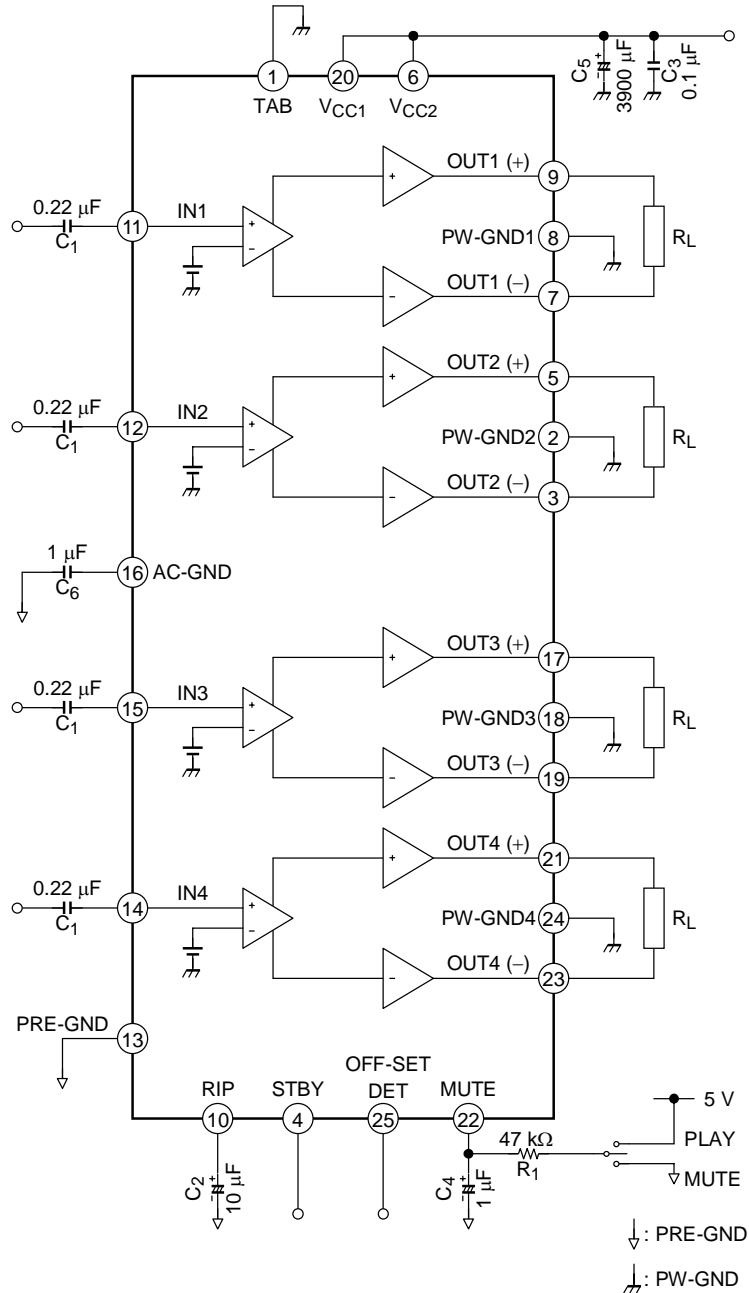 C5 3900 µF
C3 0.1 µF
1 20 6
TAB VCC1 VCC2
OUT1 (+) 9
0.22 µF
C1
11 IN1
PW-GND1 8
RL
OUT1 (−) 7
OUT2 (+) 5
0.22 µF
C1
12 IN2
PW-GND2 2
RL
OUT2 (−) 3
1 µF
C6
16 AC-GND
OUT3 (+) 17
0.22 µF
C1
15 IN3
PW-GND3 18
RL
OUT3 (−) 19
OUT4 (+) 21
0.22 µF
C1
14 IN4
PW-GND4 24
RL
OUT4 (−) 23
PRE-GND
13
RIP STBY OFF-SET DET MUTE
10 4 25 22
5 V
47 kΩ
R1
PLAY
MUTE
C2 10 µF
C4 1 µF
: PRE-GND
: PW-GND